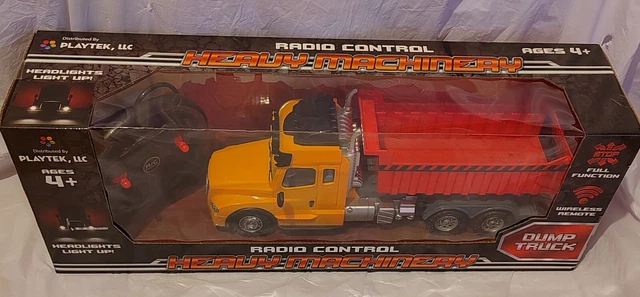 Distributed By
PLAYTEK, LLC
RADIO CONTROL
AGES 4+
HEAVY MACHINERY
HEADLIGHTS
LIGHT UP!
Distributed By
PLAYTEK, LLC
AGES
4+
HEADLIGHTS
LIGHT UP!
FULL
FUNCTION
WIRELESS
REMOTE
DUMP
TRUCK
RADIO CONTROL
HEAVY MACHINERY